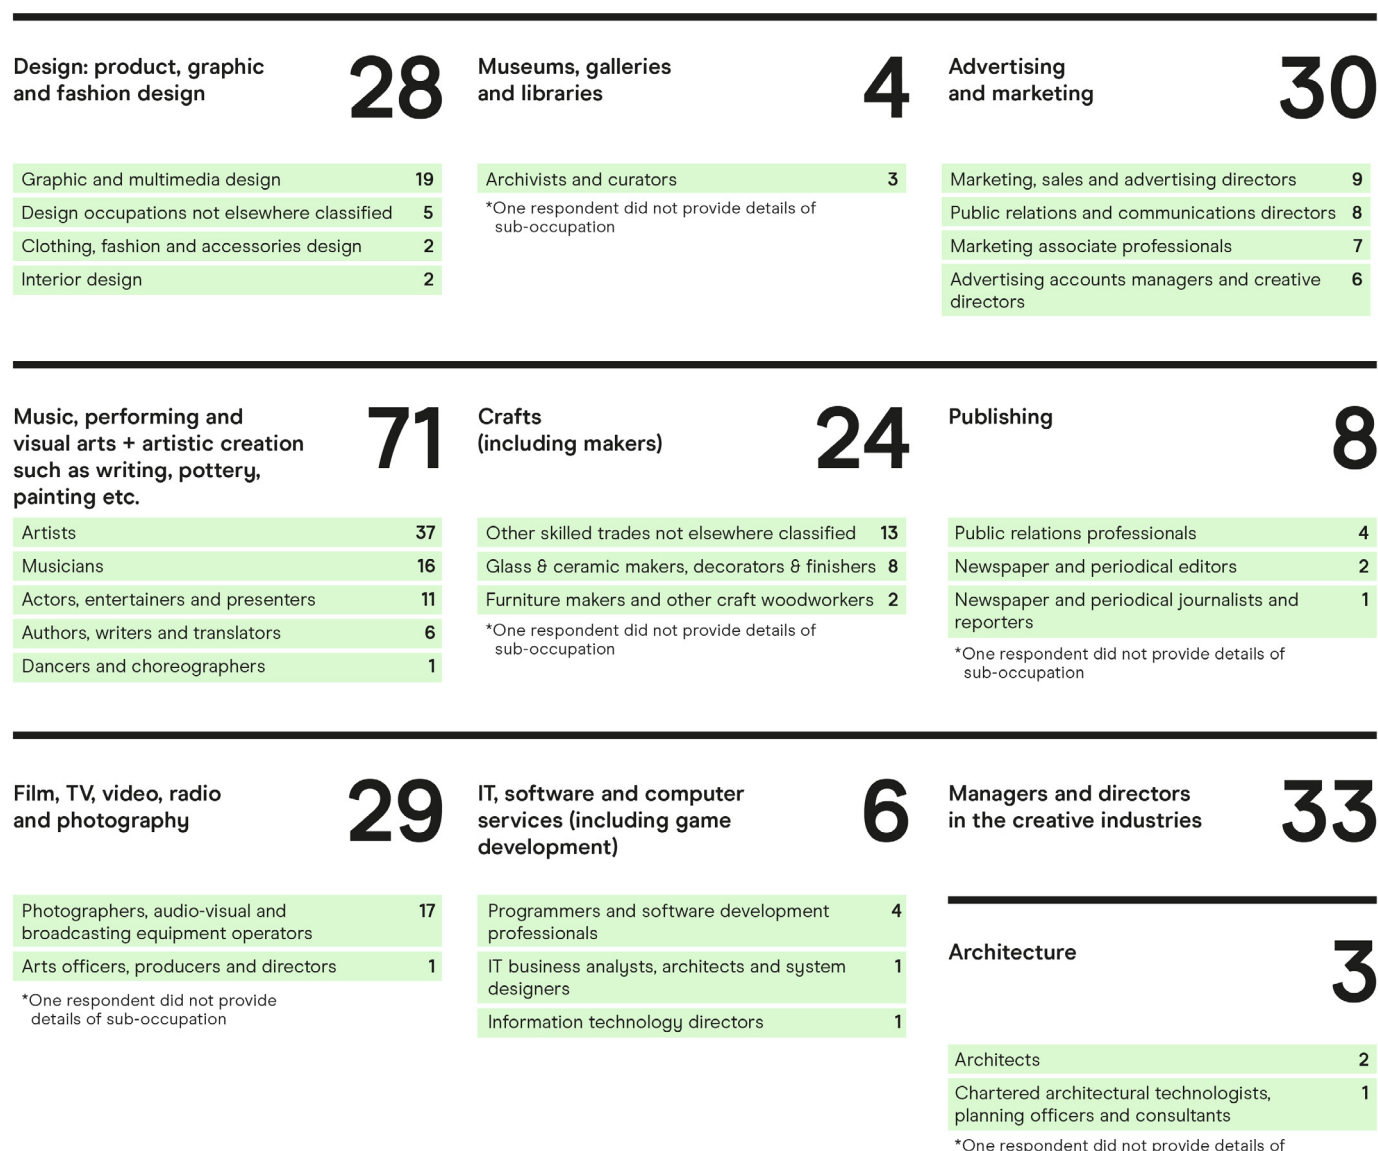 Design: product, graphic
and fashion design
28
Graphic and multimedia design 19
Design occupations not elsewhere classified 5
Clothing, fashion and accessories design 2
Interior design 2
Museums, galleries
and libraries
4
Archivists and curators 3
*One respondent did not provide details of
sub-occupation
Advertising
and marketing
30
Marketing, sales and advertising directors 9
Public relations and communications directors 8
Marketing associate professionals 7
Advertising accounts managers and creative 6
directors
Music, performing and
visual arts + artistic creation
such as writing, pottery,
painting etc.
71
Artists 37
Musicians 16
Actors, entertainers and presenters 11
Authors, writers and translators 6
Dancers and choreographers 1
Crafts
(including makers)
24
Other skilled trades not elsewhere classified 13
Glass & ceramic makers, decorators & finishers 8
Furniture makers and other craft woodworkers 2
*One respondent did not provide details of
sub-occupation
Publishing
8
Public relations professionals 4
Newspaper and periodical editors 2
Newspaper and periodical journalists and 1
reporters
*One respondent did not provide details of
sub-occupation
Film, TV, video, radio
and photography
29
Photographers, audio-visual and 17
broadcasting equipment operators
Arts officers, producers and directors 1
*One respondent did not provide
details of sub-occupation
IT, software and computer
services (including game
development)
6
Programmers and software development 4
professionals
IT business analysts, architects and system 1
designers
Information technology directors 1
Managers and directors
in the creative industries
33
Architecture
3
Architects 2
Chartered architectural technologists, 1
planning officers and consultants
*One respondent did not provide details of